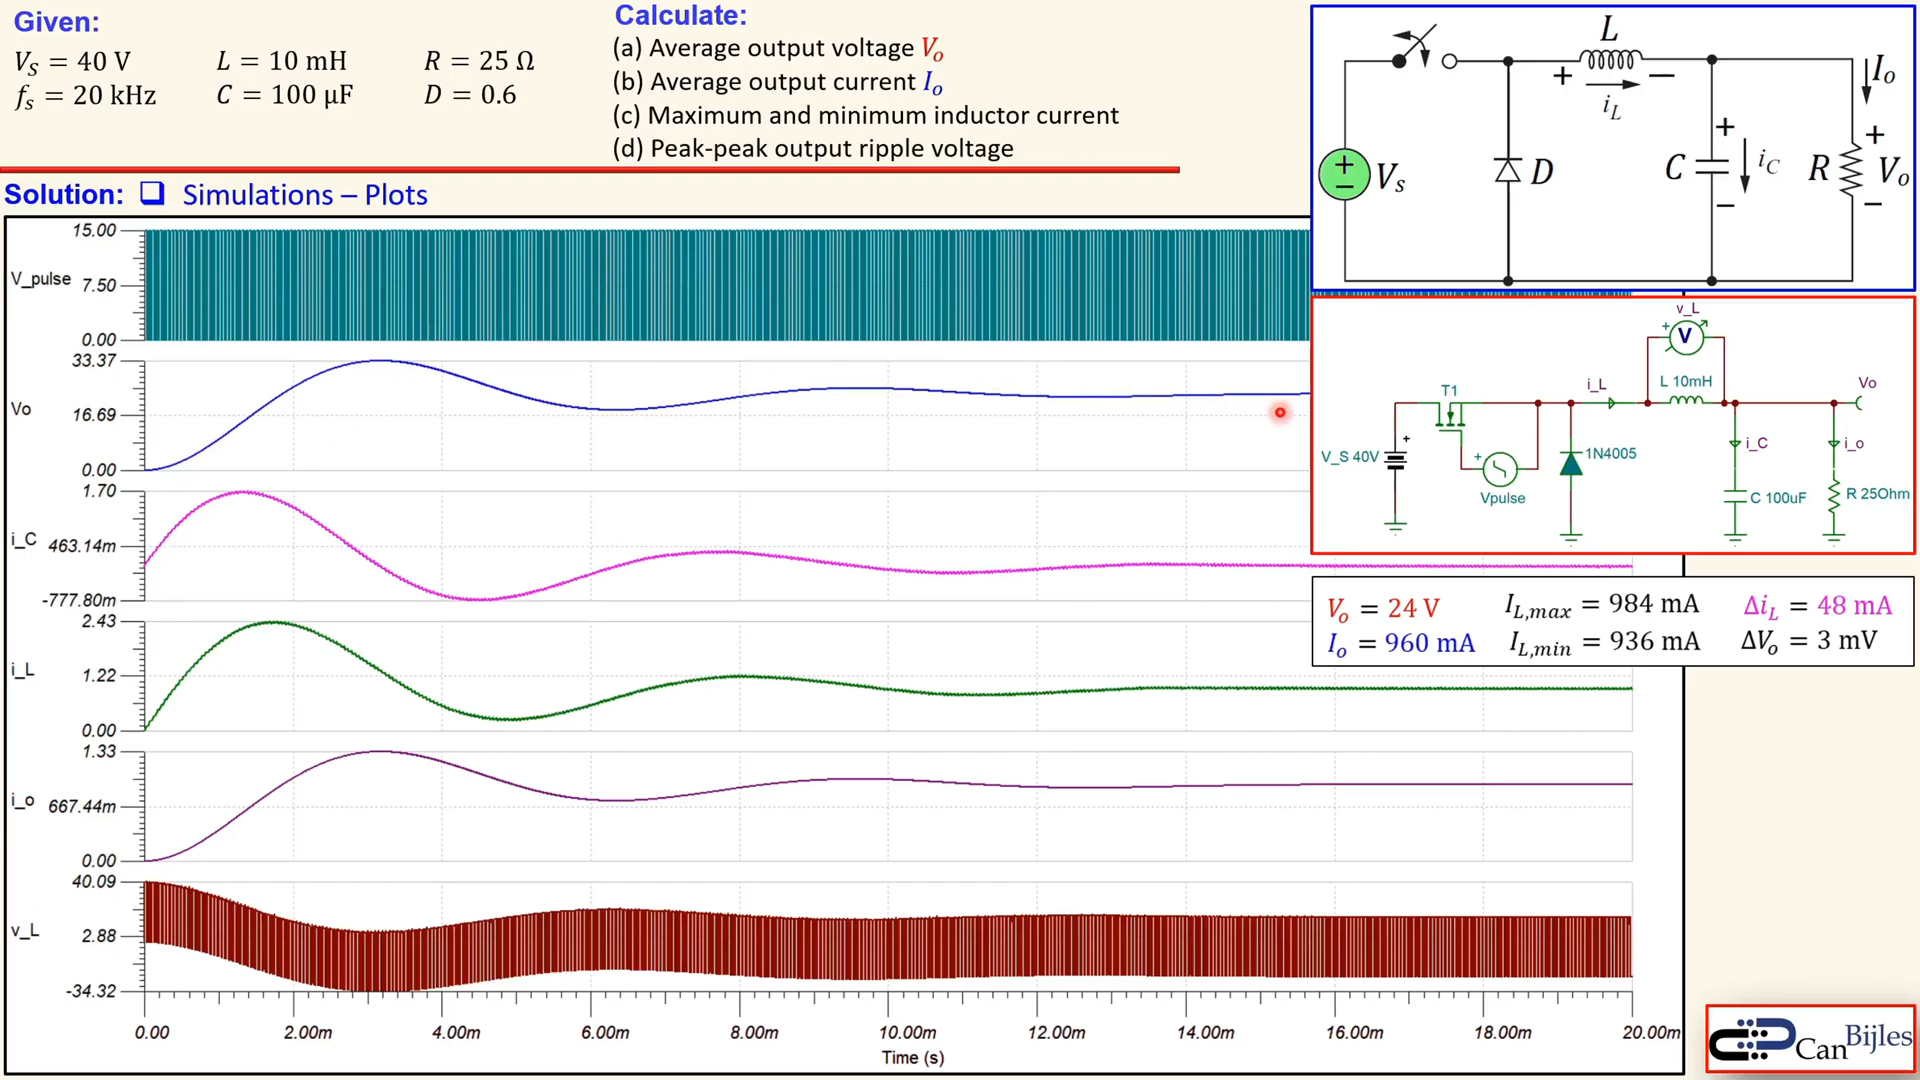 Given:
V_S = 40 V L = 10 mH R = 25 Ω
f_s = 20 kHz C = 100 μF D = 0.6
Calculate:
(a) Average output voltage V_o
(b) Average output current I_o
(c) Maximum and minimum inductor current
(d) Peak-peak output ripple voltage
Solution: ❑ Simulations – Plots
15.00
V_pulse 7.50
0.00
33.37
Vo 16.69
0.00
1.70
i_C 463.14m
-777.80m
2.43
i_L 1.22
0.00
1.33
i_o 667.44m
0.00
40.09
v_L 2.88
-34.32
0.00 2.00m 4.00m 6.00m 8.00m 10.00m 12.00m 14.00m 16.00m 18.00m 20.00m
Time (s)
L
+ −
i_L
I_o
V_s
+
−
D
C
+
−
i_C
R
+
V_o
−
v_L
+
V
T1
i_L
L 10mH
Vo
V_S 40V
+
+
Vpulse
1N4005
i_C
C 100uF
i_o
R 25Ohm
V_o = 24 V I_L,max = 984 mA Δi_L = 48 mA
I_o = 960 mA I_L,min = 936 mA ΔV_o = 3 mV
CanBijles